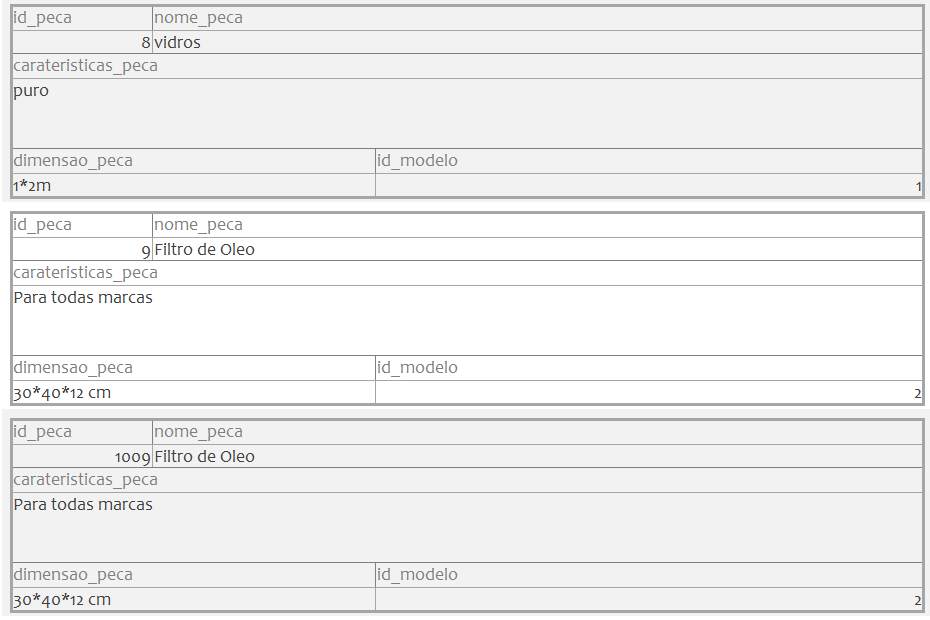 id_peca nome_peca
8 vidros
carateristicas_peca
puro
dimensao_peca id_modelo
1*2m 1
id_peca nome_peca
9 Filtro de Oleo
carateristicas_peca
Para todas marcas
dimensao_peca id_modelo
30*40*12 cm 2
id_peca nome_peca
1009 Filtro de Oleo
carateristicas_peca
Para todas marcas
dimensao_peca id_modelo
30*40*12 cm 2